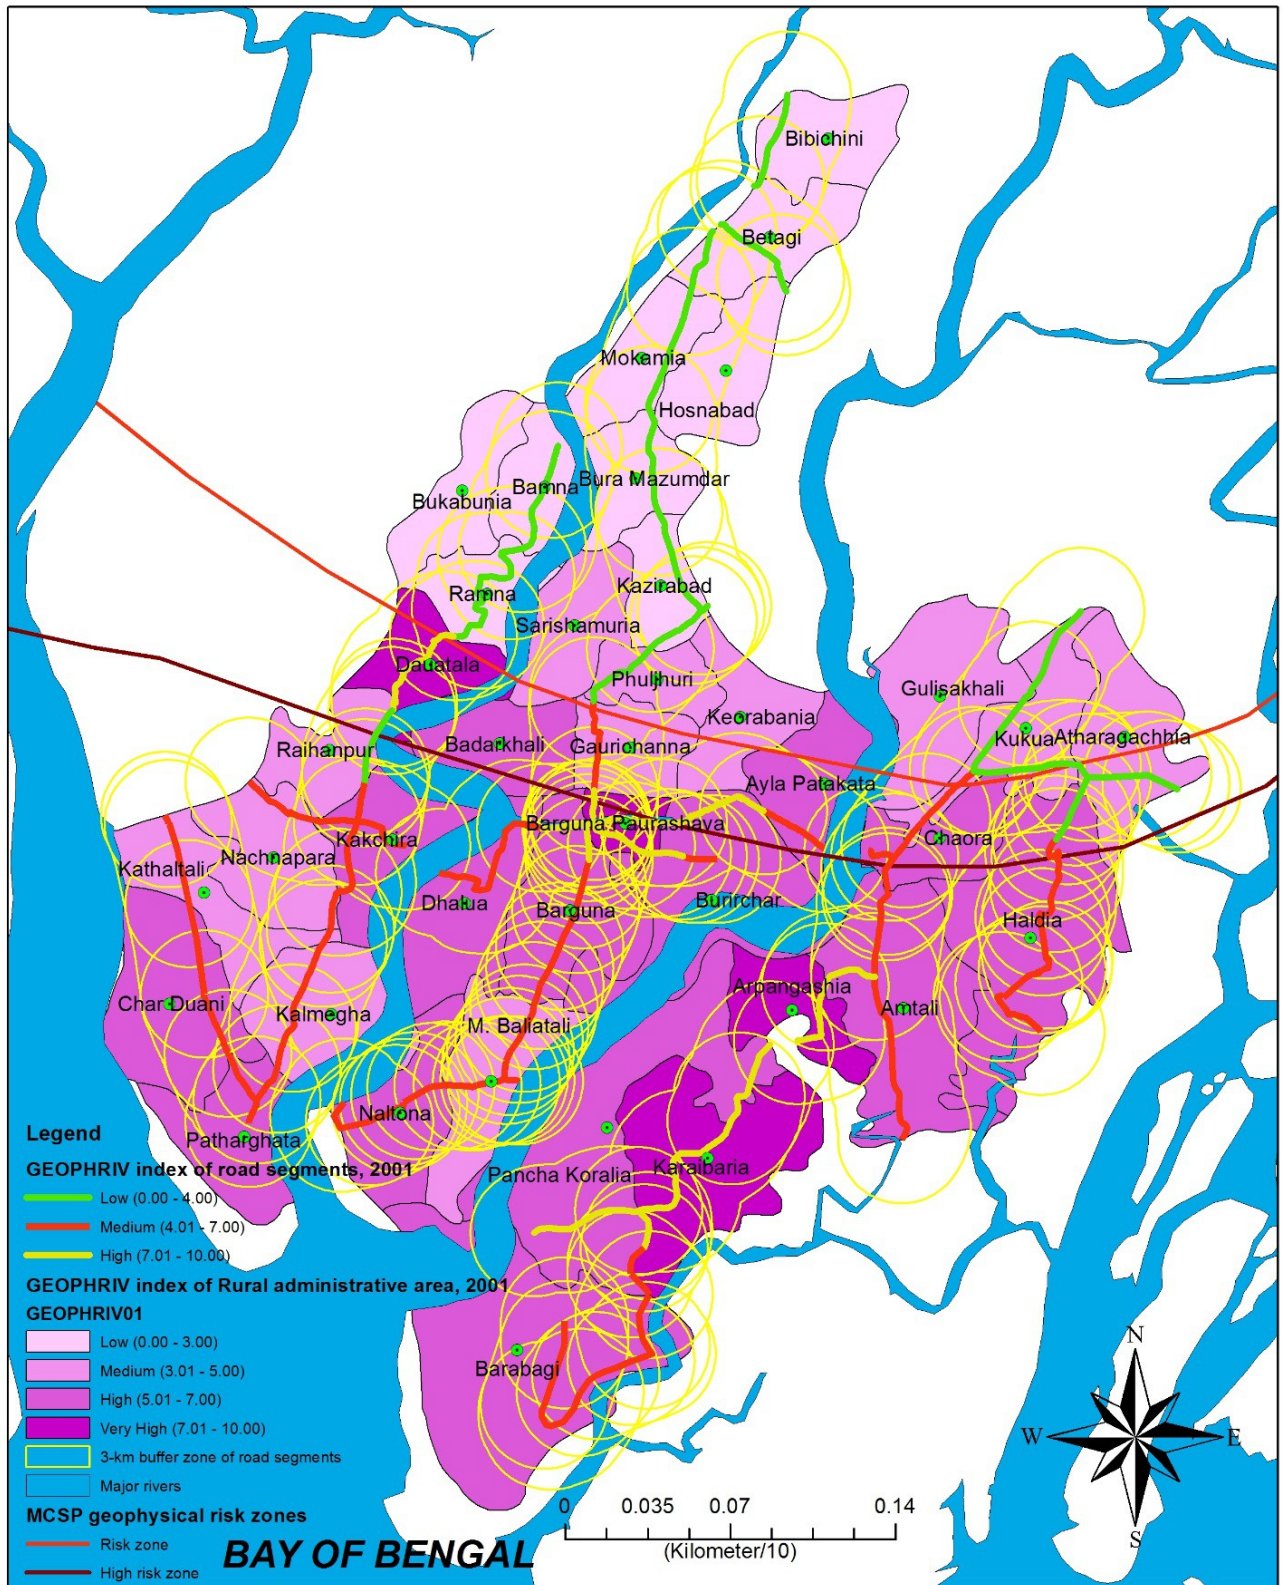 Bibichini
Betagi
Mokamia
Hosnabad
Bura Mazumdar
Bamna
Bukabunia
Kazirabad
Ramna
Sarishamuria
Dauatala
Phuljhuri
Gulisakhali
Keorabania
Kukua
Atharagachhia
Raihanpur
Badarkhali
Gaurichanna
Ayla Patakata
Barguna Paurashava
Kakchira
Chaora
Nachnapara
Kathaltali
Dhalua
Barguna
Burirchar
Haldia
Char Duani
Kalmegha
Arpangashia
Amtali
M. Baliatali
Naltona
Patharghata
Pancha Koralia
Karaibaria
Barabagi
Legend
GEOPHRIV index of road segments, 2001
Low (0.00 - 4.00)
Medium (4.01 - 7.00)
High (7.01 - 10.00)
GEOPHRIV index of Rural administrative area, 2001
GEOPHRIV01
Low (0.00 - 3.00)
Medium (3.01 - 5.00)
High (5.01 - 7.00)
Very High (7.01 - 10.00)
3-km buffer zone of road segments
Major rivers
MCSP geophysical risk zones
Risk zone
High risk zone
BAY OF BENGAL
0 0.035 0.07 0.14
(Kilometer/10)
N
W E
S